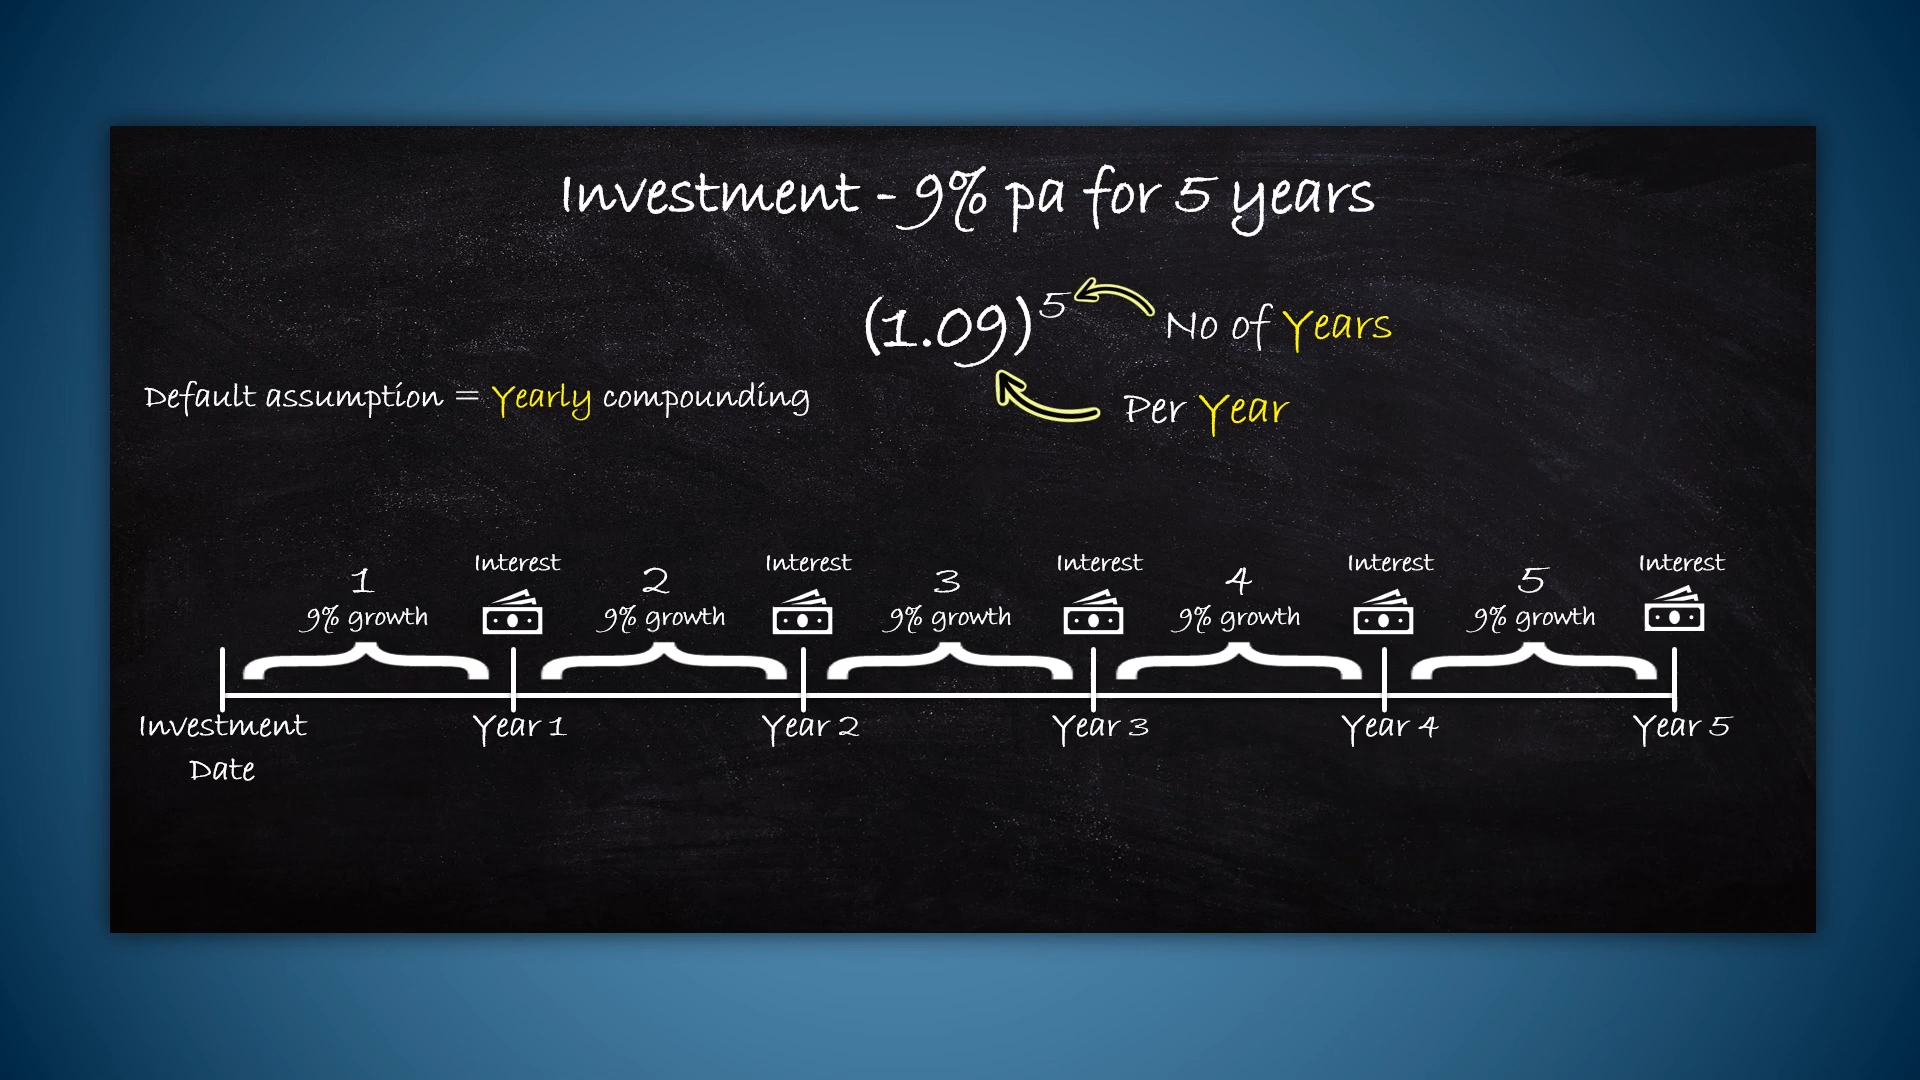 Investment - 9% pa for 5 years
(1.09)^5
No of Years
Default assumption = Yearly compounding
Per Year
Interest Interest Interest Interest Interest
1 2 3 4 5
9% growth 9% growth 9% growth 9% growth 9% growth
Investment Year 1 Year 2 Year 3 Year 4 Year 5
Date